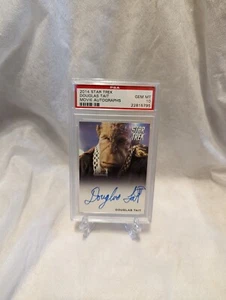 PSA
2014 STAR TREK
DOUGLAS TAIT
MOVIE AUTOGRAPHS
GEM MT
10
STAR TREK
Douglas Tait
DOUGLAS TAIT